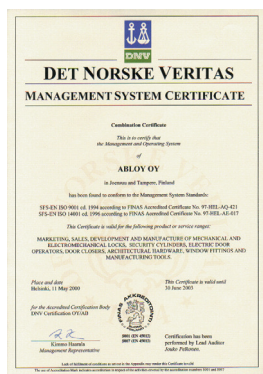 DNV
DET NORSKE VERITAS
MANAGEMENT SYSTEM CERTIFICATE
Combination Certificate
This is to certify that
the Management and Operating System
of
ABLOY OY
in Joensuu and Tampere, Finland
has been found to conform to the Management System Standards:
SFS-EN ISO 9001 ed. 1994 according to FINAS Accredited Certificate No. 97-HEL-AQ-421
SFS-EN ISO 14001 ed. 1996 according to FINAS Accredited Certificate No. 97-HEL-AE-017
This Certificate is valid for the following product or service ranges:
MARKETING, SALES, DEVELOPMENT AND MANUFACTURE OF MECHANICAL AND
ELECTROMECHANICAL LOCKS, SECURITY CYLINDERS, ELECTRIC DOOR
OPERATORS, DOOR CLOSERS, ARCHITECTURAL HARDWARE, WINDOW FITTINGS AND
MANUFACTURING TOOLS.
Place and date
Helsinki, 11 May 2000
This Certificate is valid until
30 June 2003
for the Accredited Certification Body
DNV Certification OY/AB
Kimmo Haarala
Management Representative
S001 (EN 45012)
S007 (EN 45012)
Certification has been
performed by Lead Auditor
Jouko Pelkonen.